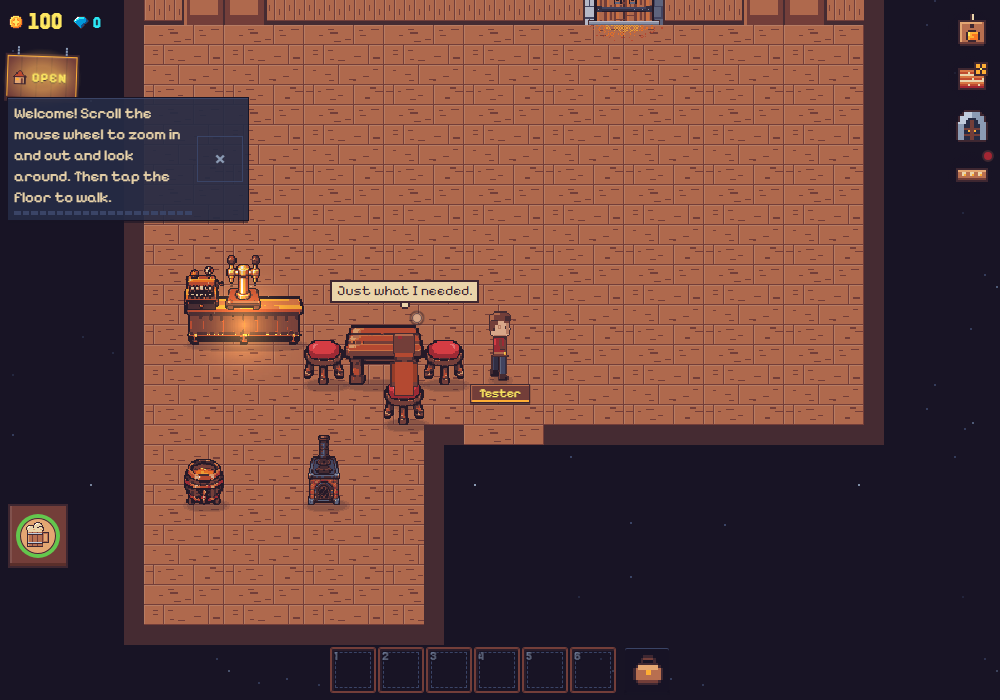 100
0
OPEN
Welcome! Scroll the
mouse wheel to zoom in
and out and look
around. Then tap the
floor to walk.
×
Just what I needed.
Tester
1 2 3 4 5 6